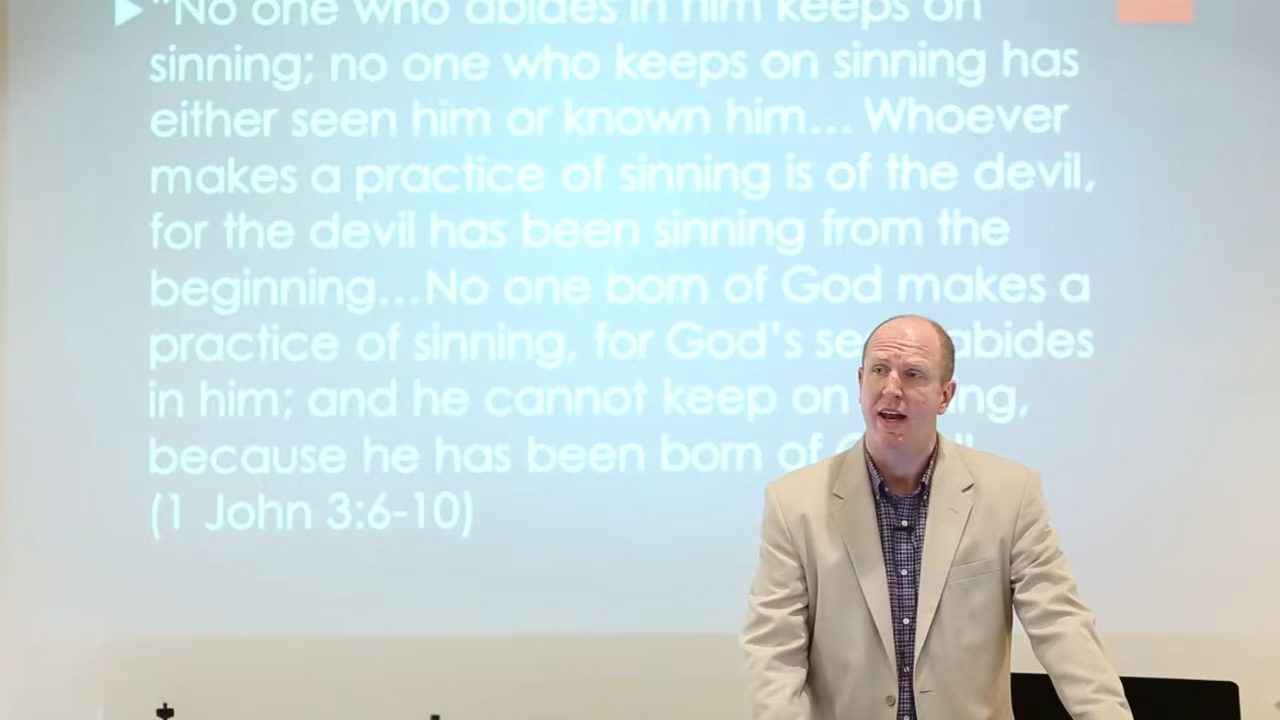 "No one who abides in him keeps on
sinning; no one who keeps on sinning has
either seen him or known him... Whoever
makes a practice of sinning is of the devil,
for the devil has been sinning from the
beginning...No one born of God makes a
practice of sinning, for God's abides
in him; and he cannot keep on
because he has been born of
(1 John 3:6-10)